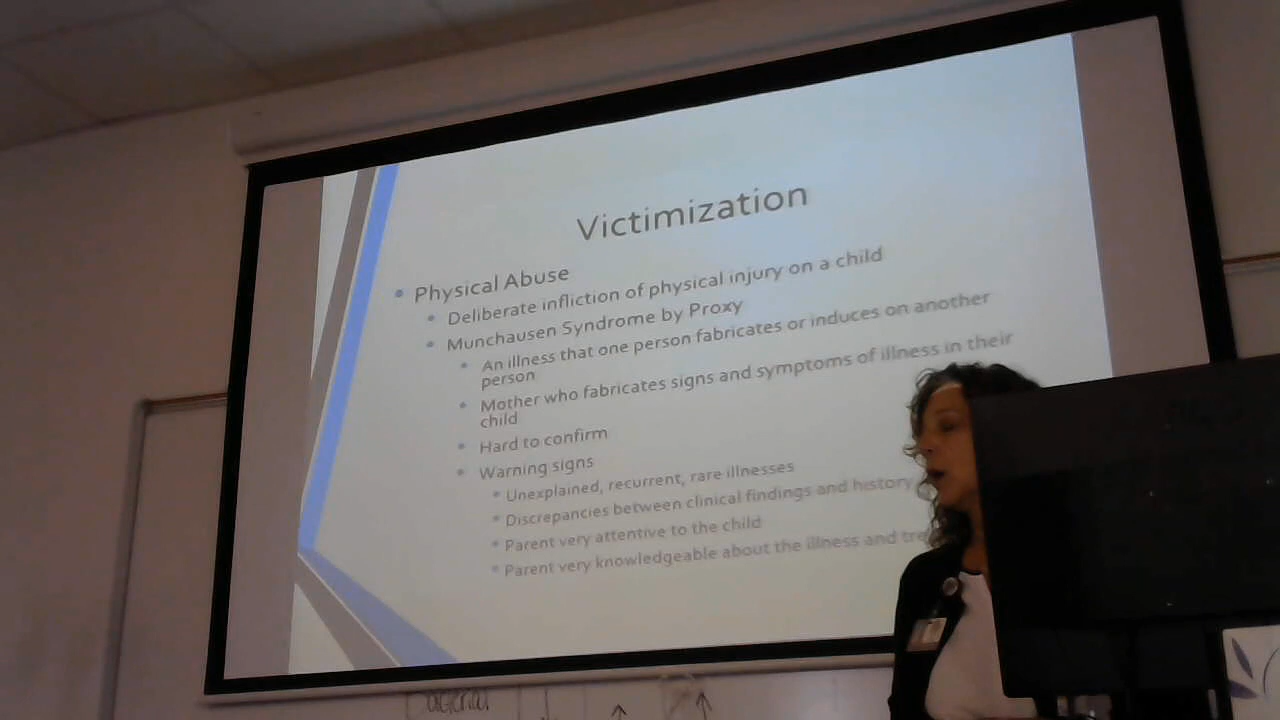 Victimization
Physical Abuse
Deliberate infliction of physical injury on a child
Munchausen Syndrome by Proxy
An illness that one person fabricates or induces on another
person
Mother who fabricates signs and symptoms of illness in their
child
Hard to confirm
Warning signs
Unexplained, recurrent, rare illnesses
Discrepancies between clinical findings and history
Parent very attentive to the child
Parent very knowledgeable about the illness and